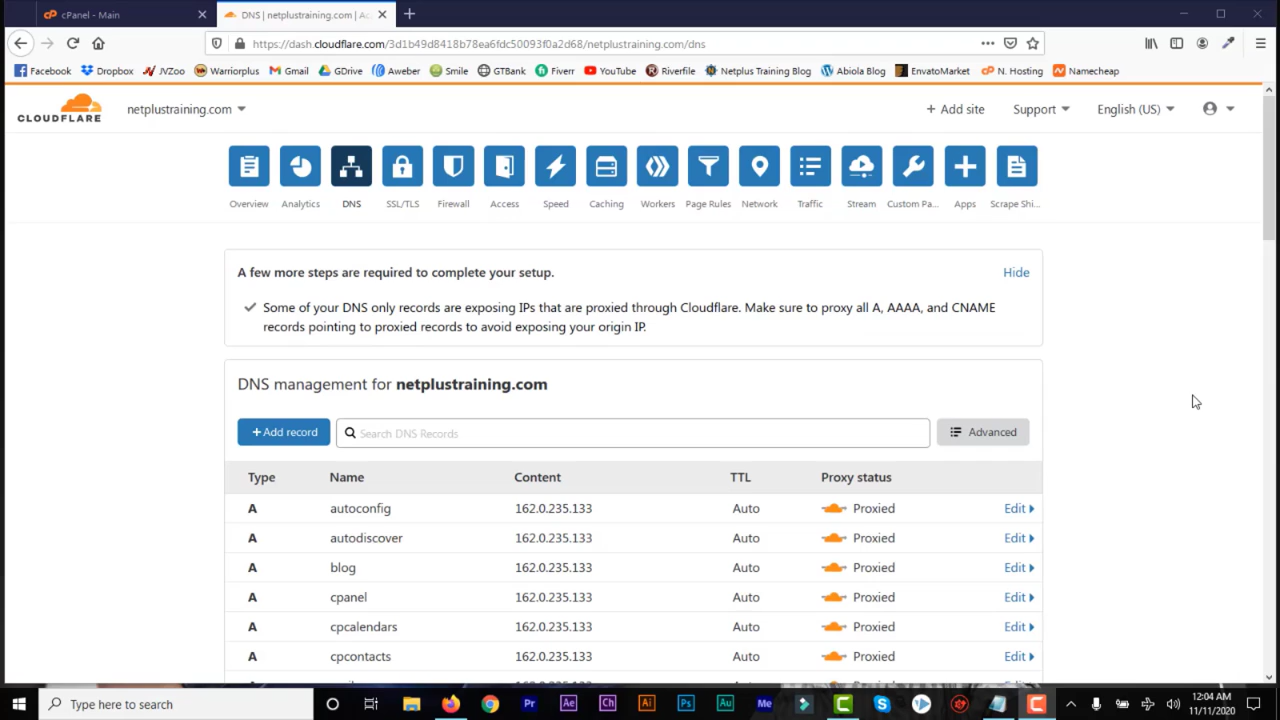 cPanel - Main
DNS | netplustraining.com | Ac
https://dash.cloudflare.com/3d1b49d8418b78ea6fdc50093f0a2d68/netplustraining.com/dns
Facebook Dropbox JVZoo Warriorplus Gmail GDrive Aweber Smile GTBank Fiverr YouTube Riverfile Netplus Training Blog Abiola Blog EnvatoMarket N. Hosting Namecheap
CLOUDFLARE
netplustraining.com
+ Add site Support English (US)
Overview Analytics DNS SSL/TLS Firewall Access Speed Caching Workers Page Rules Network Traffic Stream Custom Pa... Apps Scrape Shi...
A few more steps are required to complete your setup. Hide
Some of your DNS only records are exposing IPs that are proxied through Cloudflare. Make sure to proxy all A, AAAA, and CNAME
records pointing to proxied records to avoid exposing your origin IP.
DNS management for netplustraining.com
+Add record Search DNS Records Advanced
Type Name Content TTL Proxy status
A autoconfig 162.0.235.133 Auto Proxied Edit
A autodiscover 162.0.235.133 Auto Proxied Edit
A blog 162.0.235.133 Auto Proxied Edit
A cpanel 162.0.235.133 Auto Proxied Edit
A cpcalendars 162.0.235.133 Auto Proxied Edit
A cpcontacts 162.0.235.133 Auto Proxied Edit
Type here to search
Pr Ae Ch Ai Ps Au Me
12:04 AM
11/11/2020